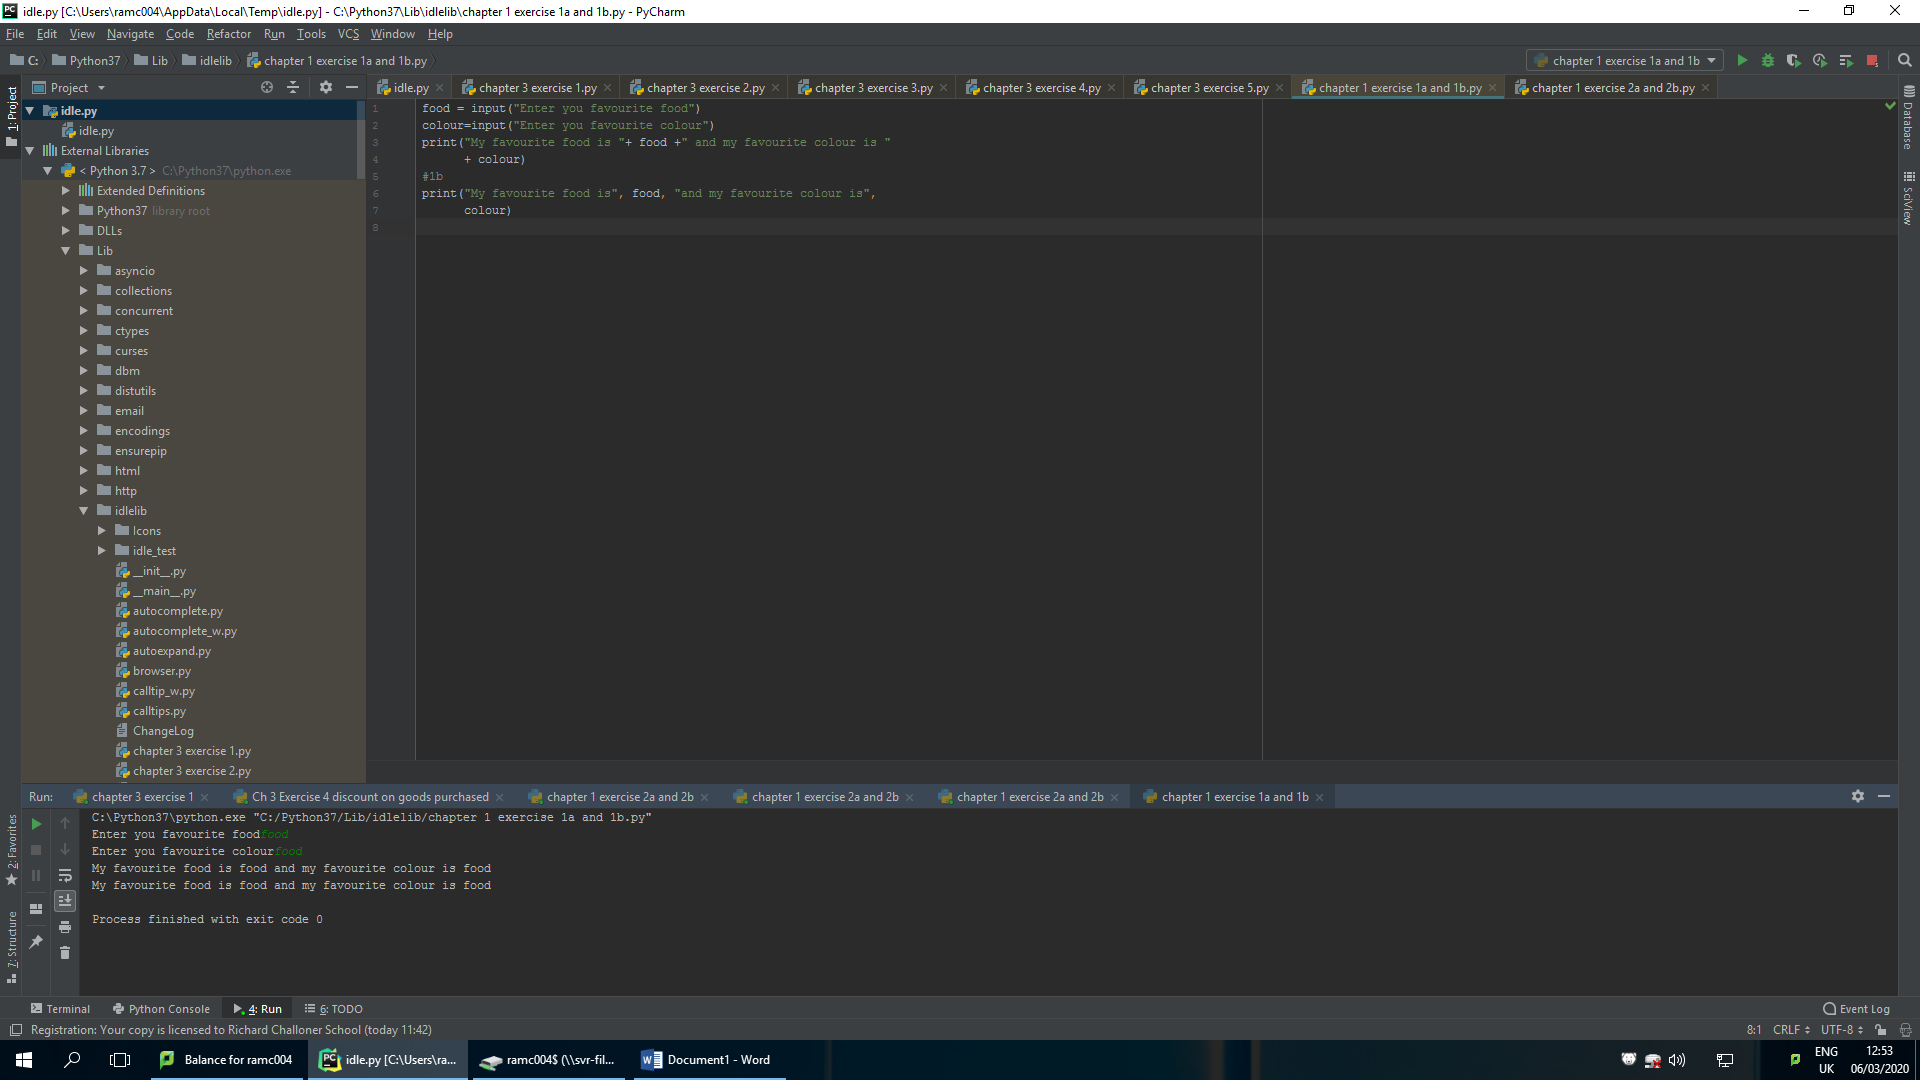 idle.py [C:\Users\ramc004\AppData\Local\Temp\idle.py] - C:\Python37\Lib\idlelib\chapter 1 exercise 1a and 1b.py - PyCharm
File Edit View Navigate Code Refactor Run Tools VCS Window Help
C: Python37 Lib idlelib chapter 1 exercise 1a and 1b.py
chapter 1 exercise 1a and 1b
Project
idle.py chapter 3 exercise 1.py chapter 3 exercise 2.py chapter 3 exercise 3.py chapter 3 exercise 4.py chapter 3 exercise 5.py chapter 1 exercise 1a and 1b.py chapter 1 exercise 2a and 2b.py
1: Project
idle.py
idle.py
External Libraries
< Python 3.7 > C:\Python37\python.exe
Extended Definitions
Python37 library root
DLLs
Lib
asyncio
collections
concurrent
ctypes
curses
dbm
distutils
email
encodings
ensurepip
html
http
idlelib
Icons
idle_test
__init__.py
__main__.py
autocomplete.py
autocomplete_w.py
autoexpand.py
browser.py
calltip_w.py
calltips.py
ChangeLog
chapter 3 exercise 1.py
chapter 3 exercise 2.py
1 food = input("Enter you favourite food")
2 colour=input("Enter you favourite colour")
3 print("My favourite food is "+ food +" and my favourite colour is "
4 + colour)
5 #1b
6 print("My favourite food is", food, "and my favourite colour is",
7 colour)
8
Database
SciView
Run: chapter 3 exercise 1 Ch 3 Exercise 4 discount on goods purchased chapter 1 exercise 2a and 2b chapter 1 exercise 2a and 2b chapter 1 exercise 2a and 2b chapter 1 exercise 1a and 1b
C:\Python37\python.exe "C:/Python37/Lib/idlelib/chapter 1 exercise 1a and 1b.py"
Enter you favourite foodfood
Enter you favourite colourfood
My favourite food is food and my favourite colour is food
My favourite food is food and my favourite colour is food
Process finished with exit code 0
2: Favorites
7: Structure
Terminal Python Console 4: Run 6: TODO Event Log
Registration: Your copy is licensed to Richard Challoner School (today 11:42) 8:1 CRLF UTF-8
Balance for ramc004 idle.py [C:\Users\ra... ramc004$ (\\svr-fil... Document1 - Word
ENG 12:53
UK 06/03/2020